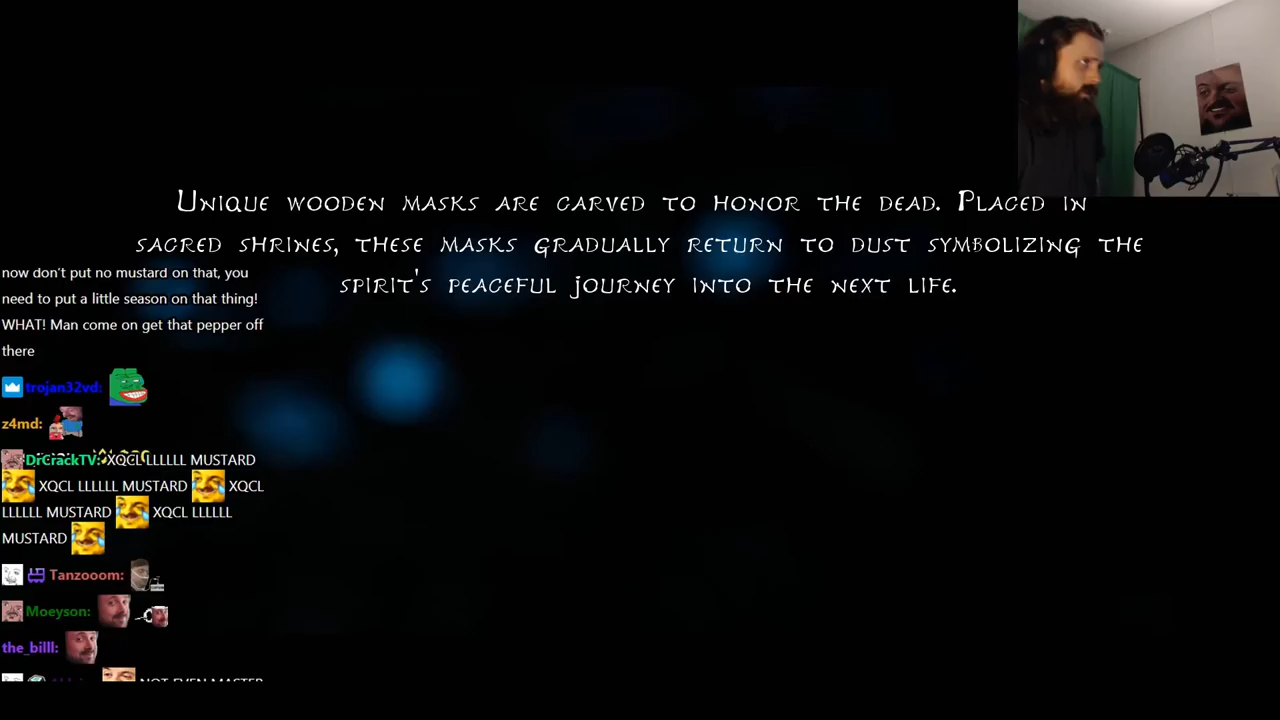 Unique wooden masks are carved to honor the dead. Placed in
sacred shrines, these masks gradually return to dust symbolizing the
spirit's peaceful journey into the next life.
now don't put no mustard on that, you
need to put a little season on that thing!
WHAT! Man come on get that pepper off
there
trojan32vd:
z4md:
DrCrackTV: XQCL LLLLLL MUSTARD
XQCL LLLLLL MUSTARD XQCL
LLLLLL MUSTARD XQCL LLLLLL
MUSTARD
Tanzooom:
Moeyson:
the_billl:
NOT EVEN MASTER